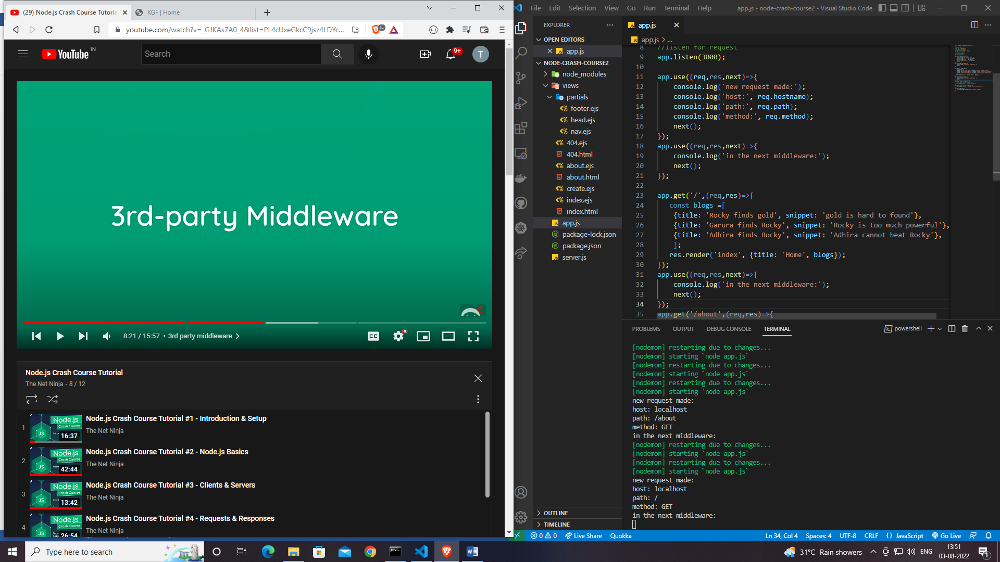 (29) Node.js Crash Course Tutoria
KGF | Home
youtube.com/watch?v=_GJKAs7A0_4&list=PL4cUxeGkcC9jsz4LDYc...
YouTube IN
Search
9+
T
3rd-party Middleware
8:21 / 15:57 • 3rd party middleware
CC
HD
Node.js Crash Course Tutorial
The Net Ninja - 8 / 12
1
Node.js
Crash Course
JS
16:37
Node.js Crash Course Tutorial #1 - Introduction & Setup
The Net Ninja
2
Node.js
Crash Course
JS
42:44
Node.js Crash Course Tutorial #2 - Node.js Basics
The Net Ninja
3
Node.js
Crash Course
JS
13:42
Node.js Crash Course Tutorial #3 - Clients & Servers
The Net Ninja
4
Node.js
Crash Course
JS
26:54
Node.js Crash Course Tutorial #4 - Requests & Responses
The Net Ninja
File Edit Selection View Go Run Terminal Help
app.js - node-crash-course2 - Visual Studio Code
EXPLORER
OPEN EDITORS
JS app.js
NODE-CRASH-COURSE2
node_modules
views
partials
footer.ejs
head.ejs
nav.ejs
404.ejs
404.html
about.ejs
about.html
create.ejs
index.ejs
index.html
JS app.js
package-lock.json
package.json
JS server.js
OUTLINE
TIMELINE
JS app.js
JS app.js > ...
8 //listen for request
9 app.listen(3000);
10
11 app.use((req,res,next)=>{
12 console.log('new request made:');
13 console.log('host:', req.hostname);
14 console.log('path:', req.path);
15 console.log('method:', req.method);
16 next();
17 });
18 app.use((req,res,next)=>{
19 console.log('in the next middleware:');
20 next();
21 });
22
23 app.get('/',(req,res)=>{
24 const blogs =[
25 {title: 'Rocky finds gold', snippet: 'gold is hard to found'},
26 {title: 'Garura finds Rocky', snippet: 'Rocky is too much powerful'},
27 {title: 'Adhira finds Rocky', snippet: 'Adhira cannot beat Rocky'},
28 ];
29 res.render('index', {title: 'Home', blogs});
30 });
31 app.use((req,res,next)=>{
32 console.log('in the next middleware:');
33 next();
34 });
35 app.get('/about',(req,res)=>{
PROBLEMS OUTPUT DEBUG CONSOLE TERMINAL
powershell
[nodemon] restarting due to changes...
[nodemon] starting `node app.js`
[nodemon] restarting due to changes...
[nodemon] starting `node app.js`
[nodemon] restarting due to changes...
[nodemon] starting `node app.js`
new request made:
host: localhost
path: /about
method: GET
in the next middleware:
[nodemon] restarting due to changes...
[nodemon] starting `node app.js`
[nodemon] restarting due to changes...
[nodemon] starting `node app.js`
new request made:
host: localhost
path: /
method: GET
in the next middleware:
0 0 Live Share Quokka
Ln 34, Col 4 Spaces: 4 UTF-8 CRLF {} JavaScript Go Live
Type here to search
31°C Rain showers
ENG
13:51
03-08-2022
1